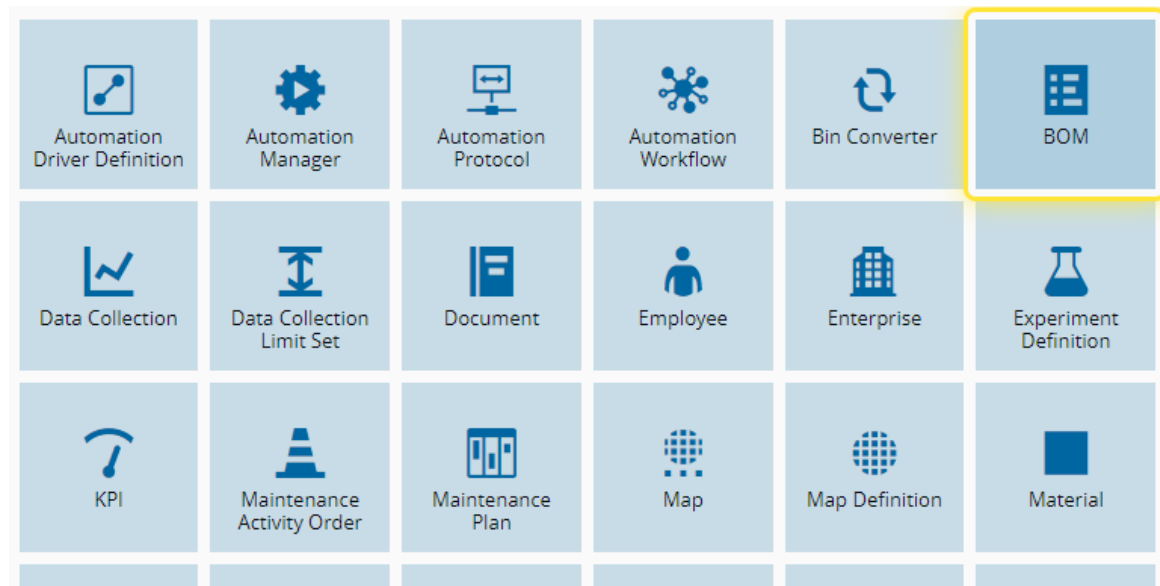 Automation
Driver Definition
Automation
Manager
Automation
Protocol
Automation
Workflow
Bin Converter
BOM
Data Collection
Data Collection
Limit Set
Document
Employee
Enterprise
Experiment
Definition
KPI
Maintenance
Activity Order
Maintenance
Plan
Map
Map Definition
Material